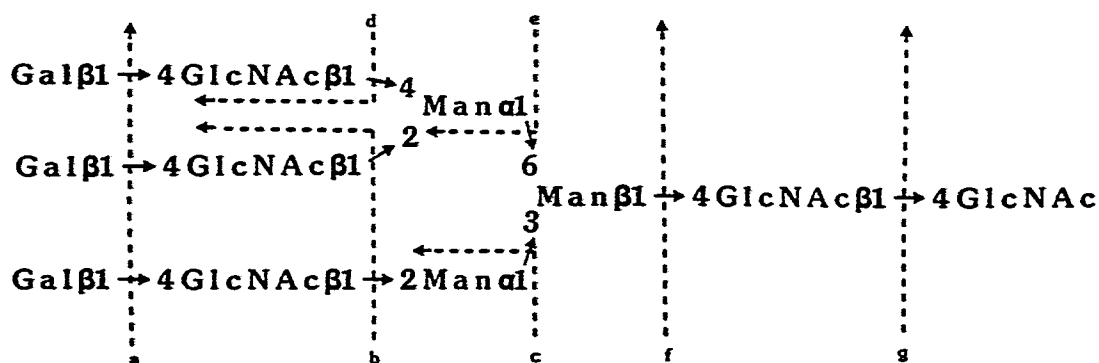 d e
Galβ1 → 4GlcNAcβ1 → 4
Manα1
2
Galβ1 → 4GlcNAcβ1
6
Manβ1 → 4GlcNAcβ1 → 4GlcNAc
3
Galβ1 → 4GlcNAcβ1 → 2Manα1
a b c f g